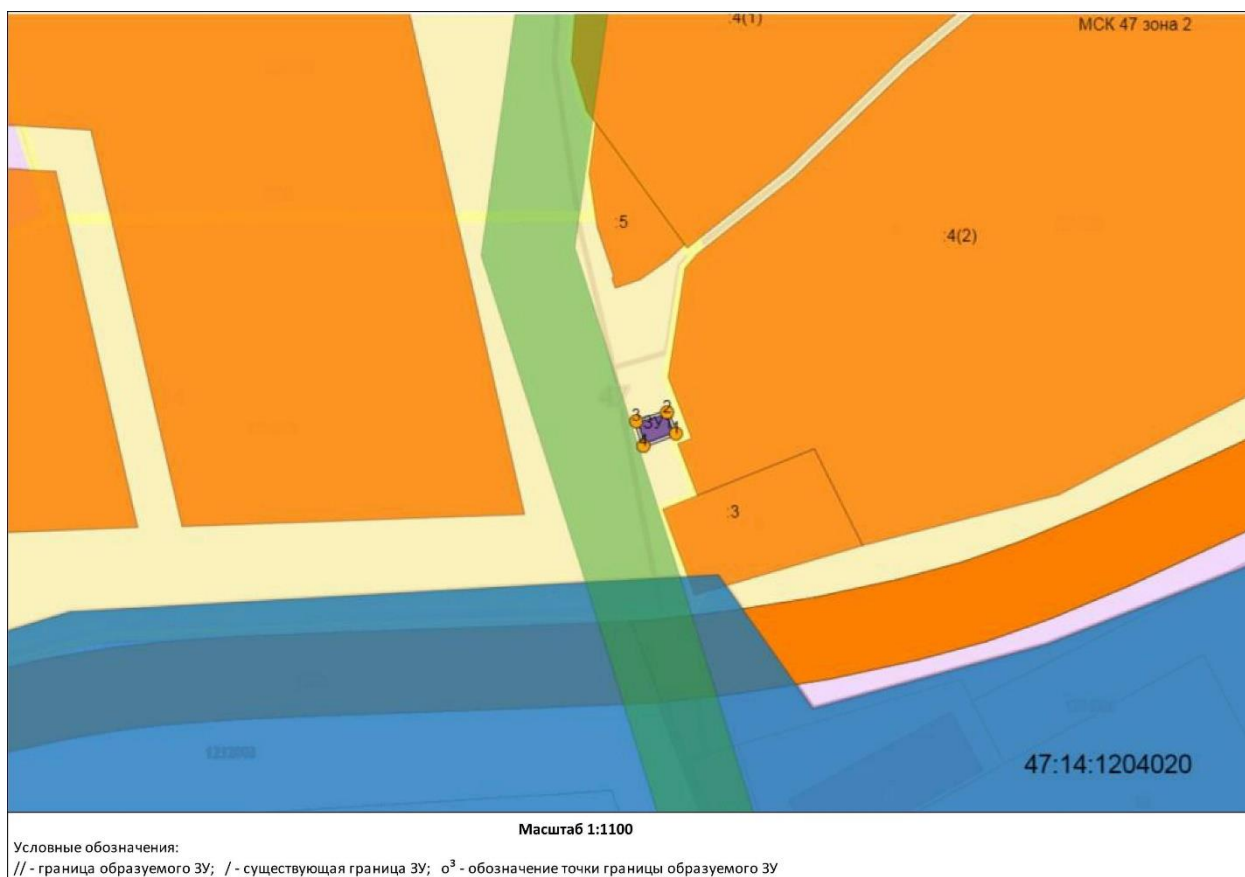 :4(1)
МСК 47 зона 2
:5
:4(2)
47
2
3
ЗУ1
1
4
:3
47:14:1204020
Масштаб 1:1100
Условные обозначения:
// - граница образуемого ЗУ; / - существующая граница ЗУ; о³ - обозначение точки границы образуемого ЗУ